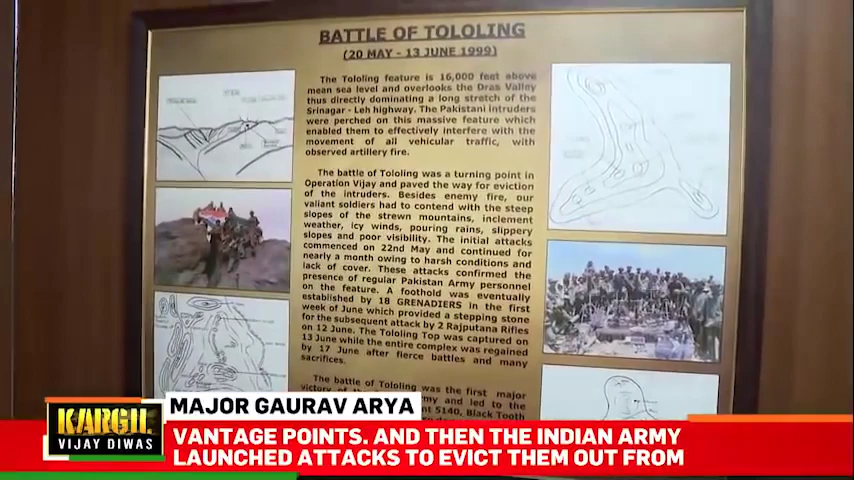 BATTLE OF TOLOLING
(20 MAY - 13 JUNE 1999)
The Tololing feature is 16,000 feet above
mean sea level and overlooks the Dras Valley
thus directly dominating a long stretch of the
Srinagar - Leh highway. The Pakistani intruders
were perched on this massive feature which
enabled them to effectively interfere with the
movement of all vehicular traffic, with
observed artillery fire.
The battle of Tololing was a turning point in
Operation Vijay and paved the way for eviction
of the intruders. Besides enemy fire, our
valiant soldiers had to contend with the steep
slopes of the strewn mountains, inclement
weather, icy winds, pouring rains, slippery
slopes and poor visibility. The initial attacks
commenced on 22nd May and continued for
nearly a month owing to harsh conditions and
lack of cover. These attacks confirmed the
presence of regular Pakistan Army personnel
on the feature. A foothold was eventually
established by 18 GRENADIERS in the first
week of June which provided a stepping stone
for the subsequent attack by 2 Rajputana Rifles
on 12 June. The Tololing Top was captured on
13 June while the entire complex was regained
by 17 June after fierce battles and many
sacrifices.
The battle of Tololing was the first major
victory of the Army and led to the
5140, Black Tooth
KARGIL
VIJAY DIWAS
MAJOR GAURAV ARYA
VANTAGE POINTS. AND THEN THE INDIAN ARMY
LAUNCHED ATTACKS TO EVICT THEM OUT FROM